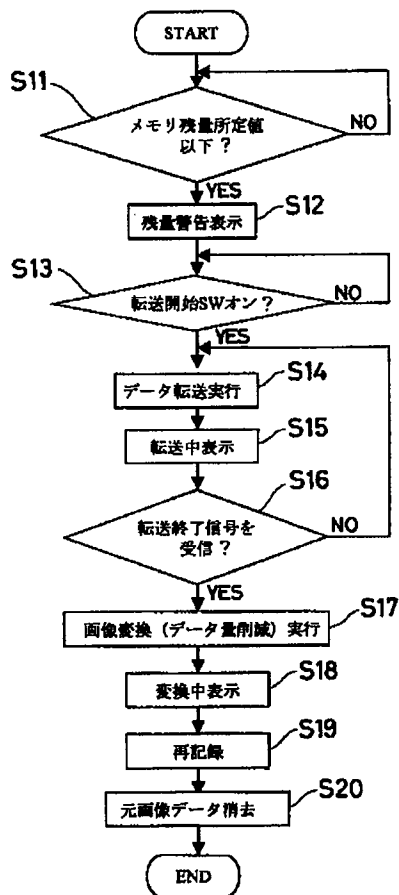 START
S11
メモリ残量所定値
以下?
NO
YES
S12
残量警告表示
S13
転送開始SWオン?
NO
YES
S14
データ転送実行
S15
転送中表示
S16
転送終了信号を
受信?
NO
YES
S17
画像変換(データ量削減)実行
S18
変換中表示
S19
再記録
S20
元画像データ消去
END